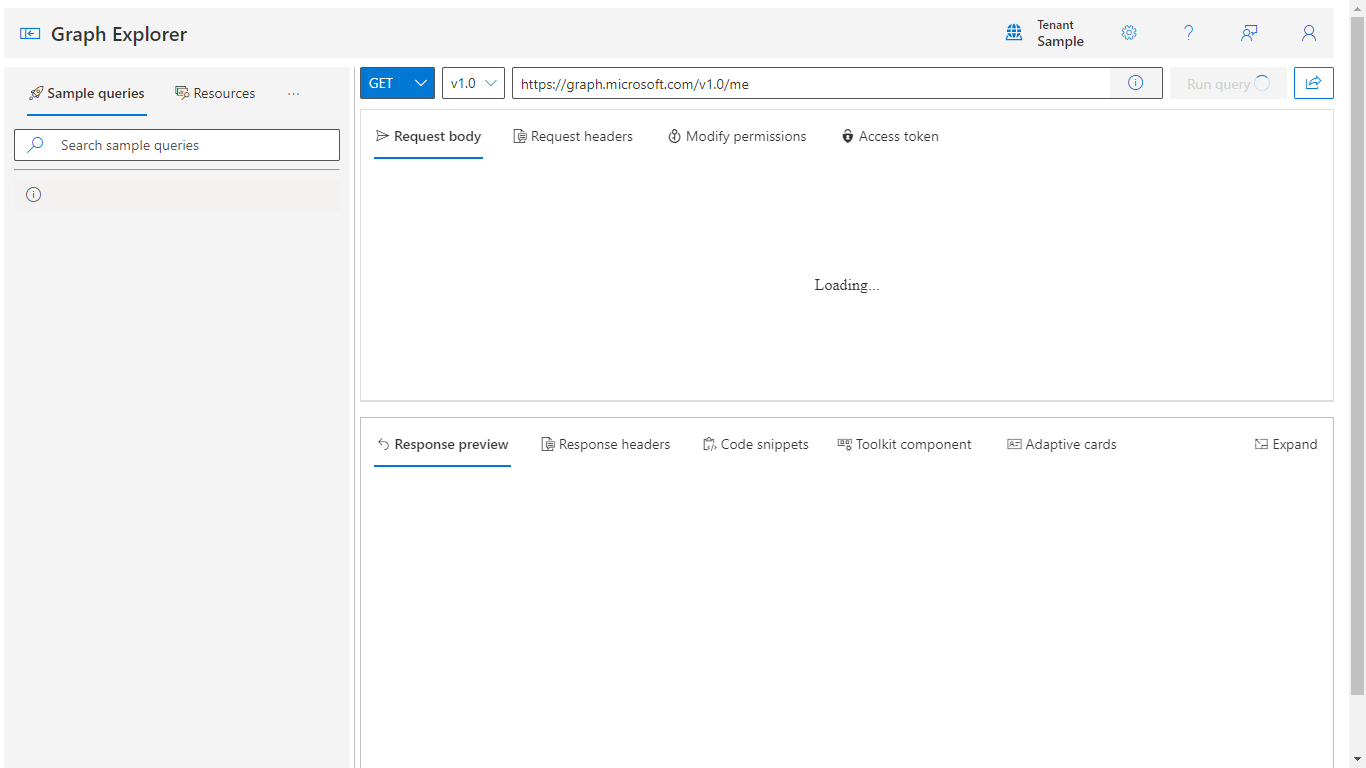 Graph Explorer
Tenant
Sample
Sample queries
Resources
Search sample queries
GET
v1.0
https://graph.microsoft.com/v1.0/me
Run query
Request body
Request headers
Modify permissions
Access token
Loading...
Response preview
Response headers
Code snippets
Toolkit component
Adaptive cards
Expand